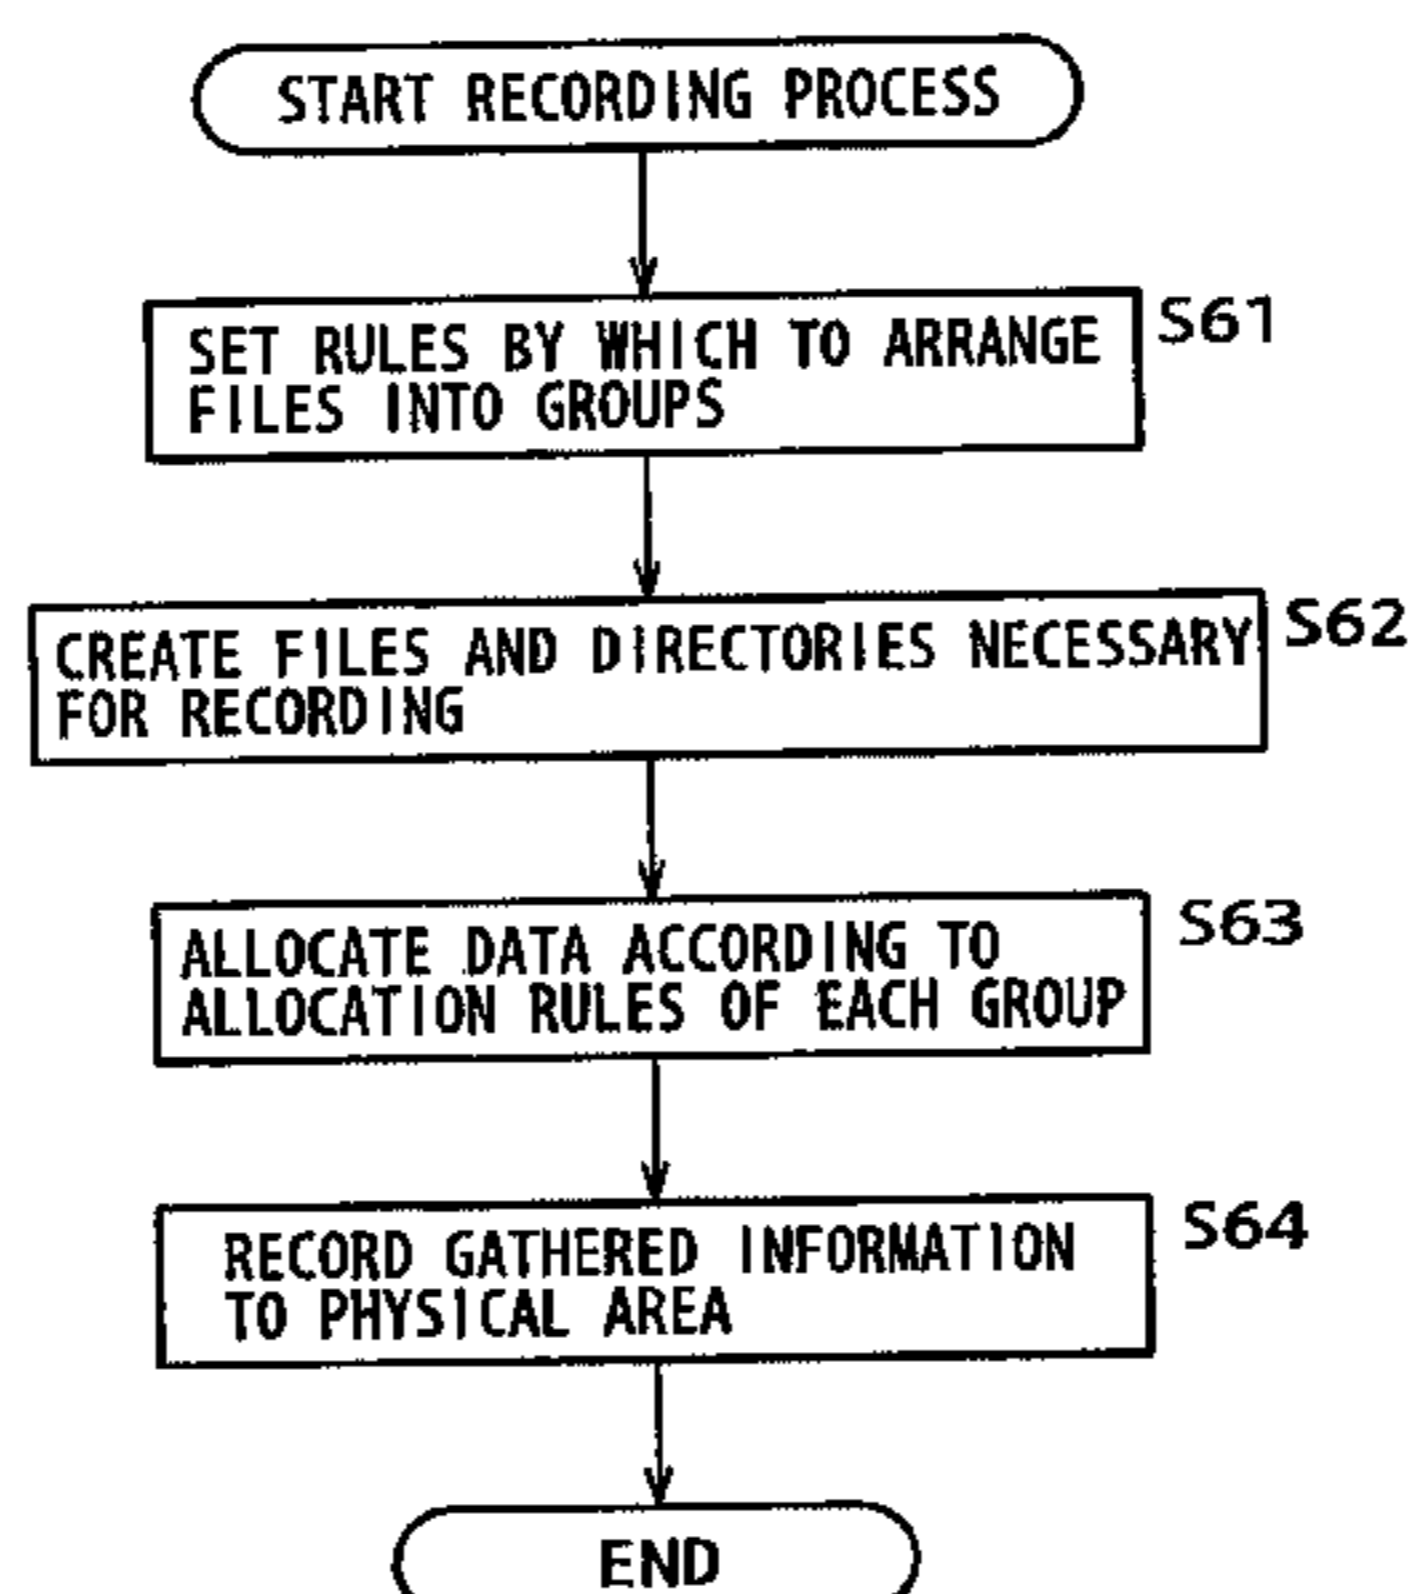 START RECORDING PROCESS
S61
SET RULES BY WHICH TO ARRANGE
FILES INTO GROUPS
S62
CREATE FILES AND DIRECTORIES NECESSARY
FOR RECORDING
S63
ALLOCATE DATA ACCORDING TO
ALLOCATION RULES OF EACH GROUP
S64
RECORD GATHERED INFORMATION
TO PHYSICAL AREA
END